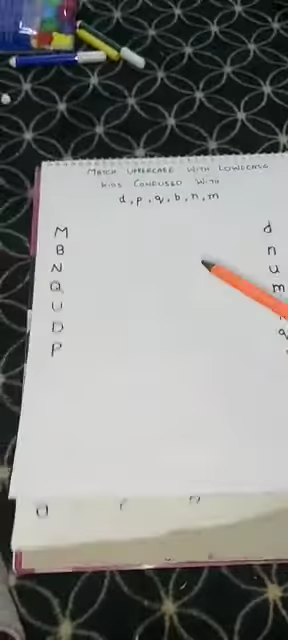 MATCH UPPERCASE WITH LOWERCASE
KIDS CONFUSED WITH
d, p, q, b, n, m
M d
B n
N u
Q m
U
D q
P